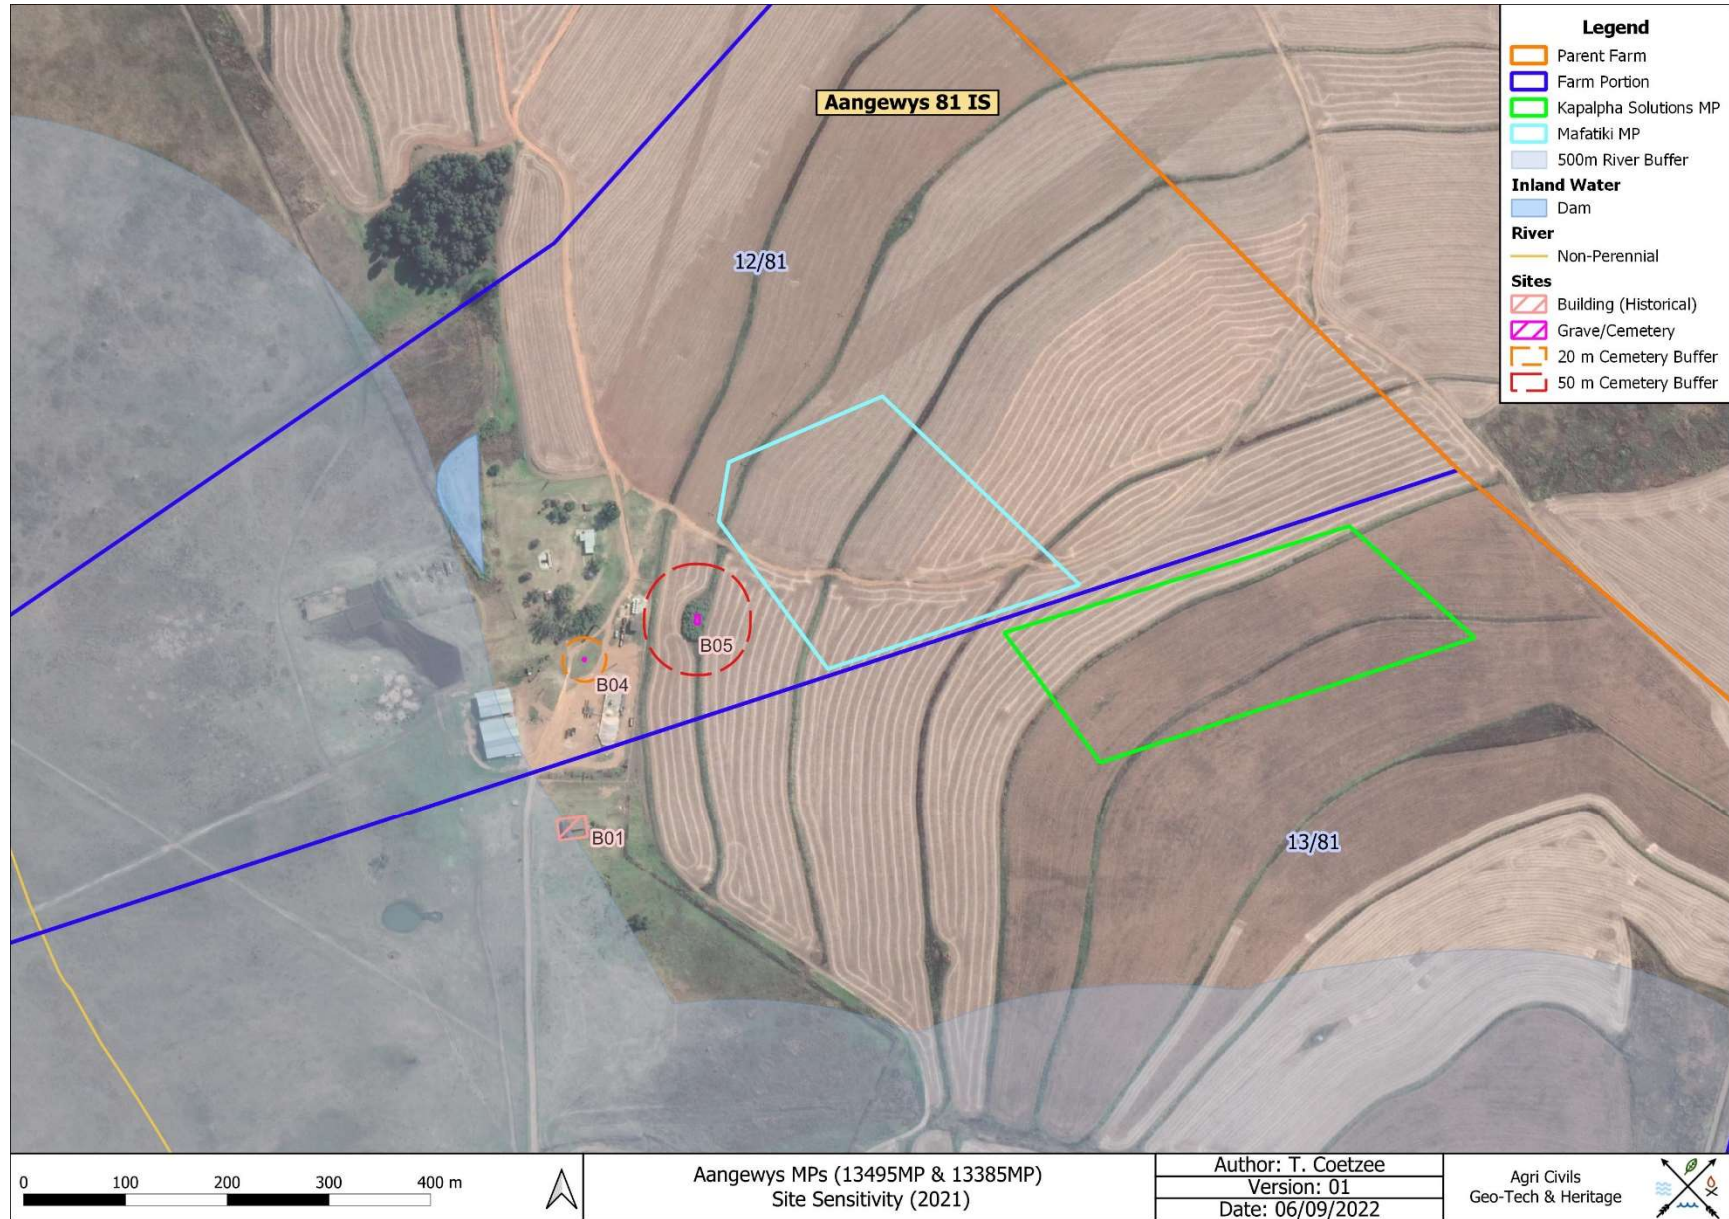 Legend
Parent Farm
Farm Portion
Kapalpha Solutions MP
Mafatiki MP
500m River Buffer
Inland Water
Dam
River
Non-Perennial
Sites
Building (Historical)
Grave/Cemetery
20 m Cemetery Buffer
50 m Cemetery Buffer
Aangewys 81 IS
12/81
B05
B04
B01
13/81
0 100 200 300 400 m
Aangewys MPs (13495MP & 13385MP)
Site Sensitivity (2021)
Author: T. Coetzee
Version: 01
Date: 06/09/2022
Agri Civils
Geo-Tech & Heritage